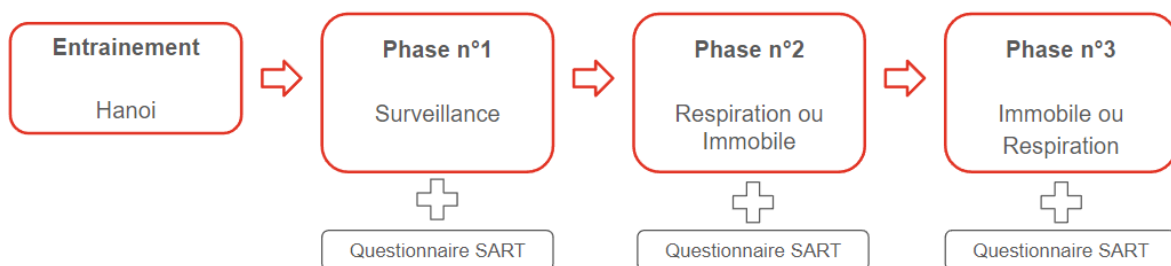 Entrainement
Hanoi
Phase n°1
Surveillance
Questionnaire SART
Phase n°2
Respiration ou
Immobile
Questionnaire SART
Phase n°3
Immobile ou
Respiration
Questionnaire SART